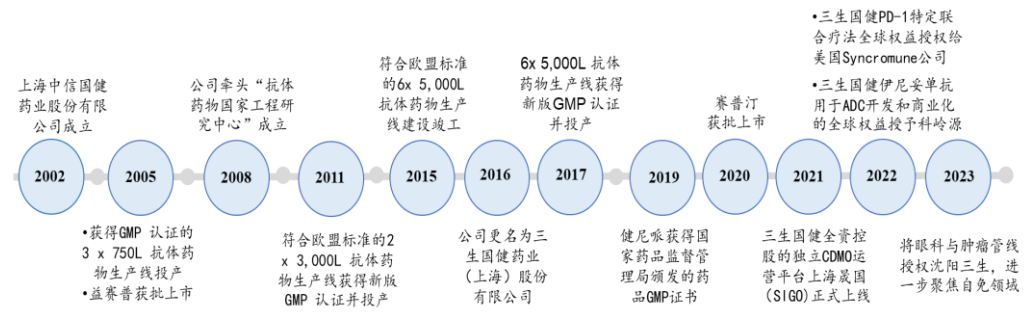 上海中信国健
药业股份有限
公司成立
公司牵头“抗体
药物国家工程研
究中心”成立
符合欧盟标准
的6x 5,000L
抗体药物生产
线建设竣工
6x 5,000L 抗体
药物生产线获得
新版GMP 认证
并投产
赛普汀
获批上市
•三生国健PD-1特定联
合疗法全球权益授权给
美国Syncromune公司
•三生国健伊尼妥单抗
用于ADC开发和商业化
的全球权益授予科岭源
2002
2005
2008
2011
2015
2016
2017
2019
2020
2021
2022
2023
•获得GMP 认证的
3 x 750L 抗体药
物生产线投产
•益赛普获批上市
符合欧盟标准的2
x 3,000L 抗体药
物生产线获得新版
GMP 认证并投产
公司更名为三
生国健药业
（上海）股份
有限公司
健尼哌获得国
家药品监督管
理局颁发的药
品GMP证书
三生国健全资控
股的独立CDMO运
营平台上海晟国
(SIGO)正式上线
将眼科与肿瘤管线
授权沈阳三生，进
一步聚焦自免领域